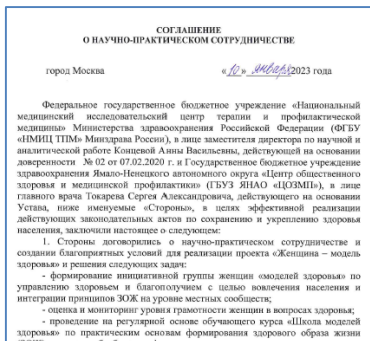 СОГЛАШЕНИЕ
О НАУЧНО-ПРАКТИЧЕСКОМ СОТРУДНИЧЕСТВЕ
город Москва «10» января 2023 года
Федеральное государственное бюджетное учреждение «Национальный
медицинский исследовательский центр терапии и профилактической
медицины» Министерства здравоохранения Российской Федерации (ФГБУ
«НМИЦ ТПМ» Минздрава России), в лице заместителя директора по научной и
аналитической работе Концевой Анны Васильевны, действующей на основании
доверенности № 02 от 07.02.2020 г. и Государственное бюджетное учреждение
здравоохранения Ямало-Ненецкого автономного округа «Центр общественного
здоровья и медицинской профилактики» (ГБУЗ ЯНАО «ЦОЗМП»), в лице
главного врача Токарева Сергея Александровича, действующего на основании
Устава, ниже именуемые «Стороны», в целях эффективной реализации
действующих законодательных актов по сохранению и укреплению здоровья
населения, заключили настоящее о следующем:
1. Стороны договорились о научно-практическом сотрудничестве и
создании благоприятных условий для реализации проекта «Женщина – модель
здоровья» и решения следующих задач:
- формирование инициативной группы женщин «моделей здоровья» по
управлению здоровьем и благополучием с целью вовлечения населения и
интеграции принципов ЗОЖ на уровне местных сообществ;
- оценка и мониторинг уровня грамотности женщин в вопросах здоровья;
- проведение на регулярной основе обучающего курса «Школа моделей
здоровья» по практическим основам формирования здорового образа жизни